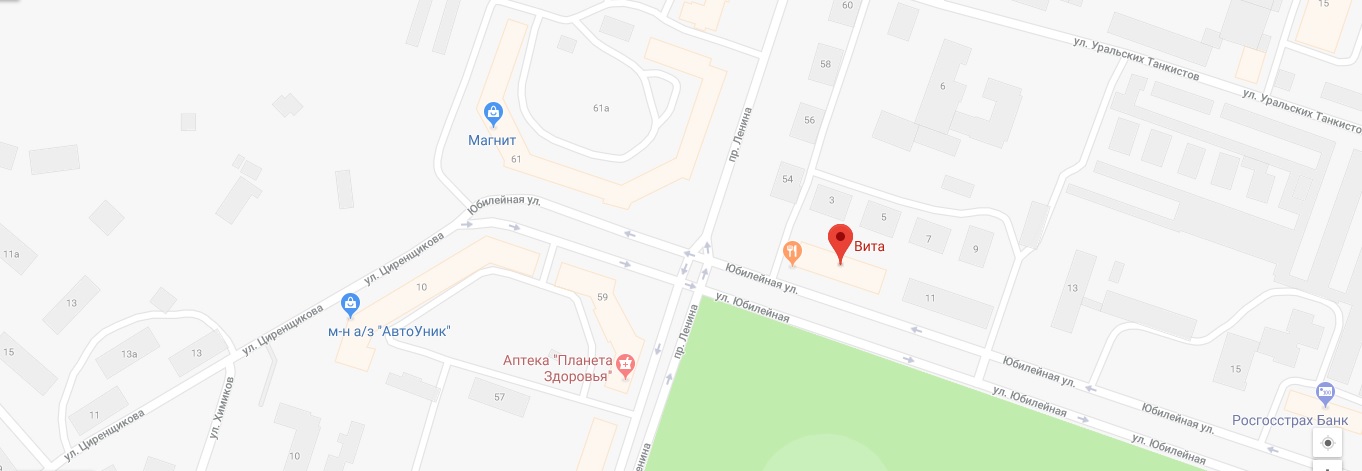 15
60
ул. Уральских Танкистов
58
6
ул. Уральских Танкистов
61а
Магнит
56
пр. Ленина
61
54
3
5
7
9
Юбилейная ул.
Вита
11а
ул. Циренщикова
13
10
59
Юбилейная ул.
ул. Юбилейная
11
13
м-н а/з "АвтоУник"
ул. Циренщикова
пр. Ленина
15
13а
13
Аптека "Планета
Здоровья"
Юбилейная ул.
15
57
ул. Химиков
11
ул. Юбилейная
Юбилейная ул.
Росгосстрах Банк
ул. Циренщикова
10
Ленина
ул. Юбилейная